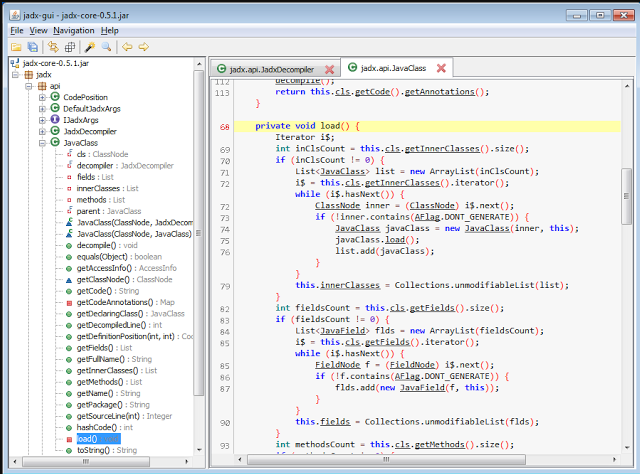 jadx-gui - jadx-core-0.5.1.jar
File View Navigation Help
jadx-core-0.5.1.jar
jadx
api
CodePosition
DefaultJadxArgs
IJadxArgs
JadxDecompiler
JavaClass
cls : ClassNode
decompiler : JadxDecompiler
fields : List
innerClasses : List
methods : List
parent : JavaClass
JavaClass(ClassNode, JadxDecom
JavaClass(ClassNode, JavaClass)
decompile() : void
equals(Object) : boolean
getAccessInfo() : AccessInfo
getClassNode() : ClassNode
getCode() : String
getCodeAnnotations() : Map
getDeclaringClass() : JavaClass
getDecompiledLine() : int
getDefinitionPosition(int, int) : Co
getFields() : List
getFullName() : String
getInnerClasses() : List
getMethods() : List
getName() : String
getPackage() : String
getSourceLine(int) : Integer
hashCode() : int
load()
toString() : String
jadx.api.JadxDecompiler jadx.api.JavaClass
112 decompile();
113 return this.cls.getCode().getAnnotations();
}
68 private void load() {
Iterator i$;
69 int inClsCount = this.cls.getInnerClasses().size();
70 if (inClsCount != 0) {
71 List<JavaClass> list = new ArrayList(inClsCount);
72 i$ = this.cls.getInnerClasses().iterator();
while (i$.hasNext()) {
72 ClassNode inner = (ClassNode) i$.next();
73 if (!inner.contains(AFlag.DONT_GENERATE)) {
74 JavaClass javaClass = new JavaClass(inner, this);
75 javaClass.load();
76 list.add(javaClass);
}
}
79 this.innerClasses = Collections.unmodifiableList(list);
}
82 int fieldsCount = this.cls.getFields().size();
83 if (fieldsCount != 0) {
84 List<JavaField> flds = new ArrayList(fieldsCount);
85 i$ = this.cls.getFields().iterator();
while (i$.hasNext()) {
85 FieldNode f = (FieldNode) i$.next();
86 if (!f.contains(AFlag.DONT_GENERATE)) {
87 flds.add(new JavaField(f, this));
}
}
90 this.fields = Collections.unmodifiableList(flds);
}
93 int methodsCount = this.cls.getMethods().size();